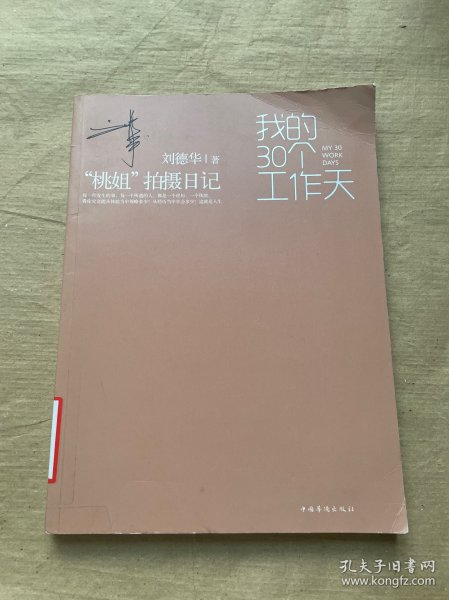 刘德华 | 著
“桃姐”拍摄日记
我的
30个
工作天
MY 30
WORK
DAYS
中国华侨出版社
孔夫子旧书网
www.kongfz.com